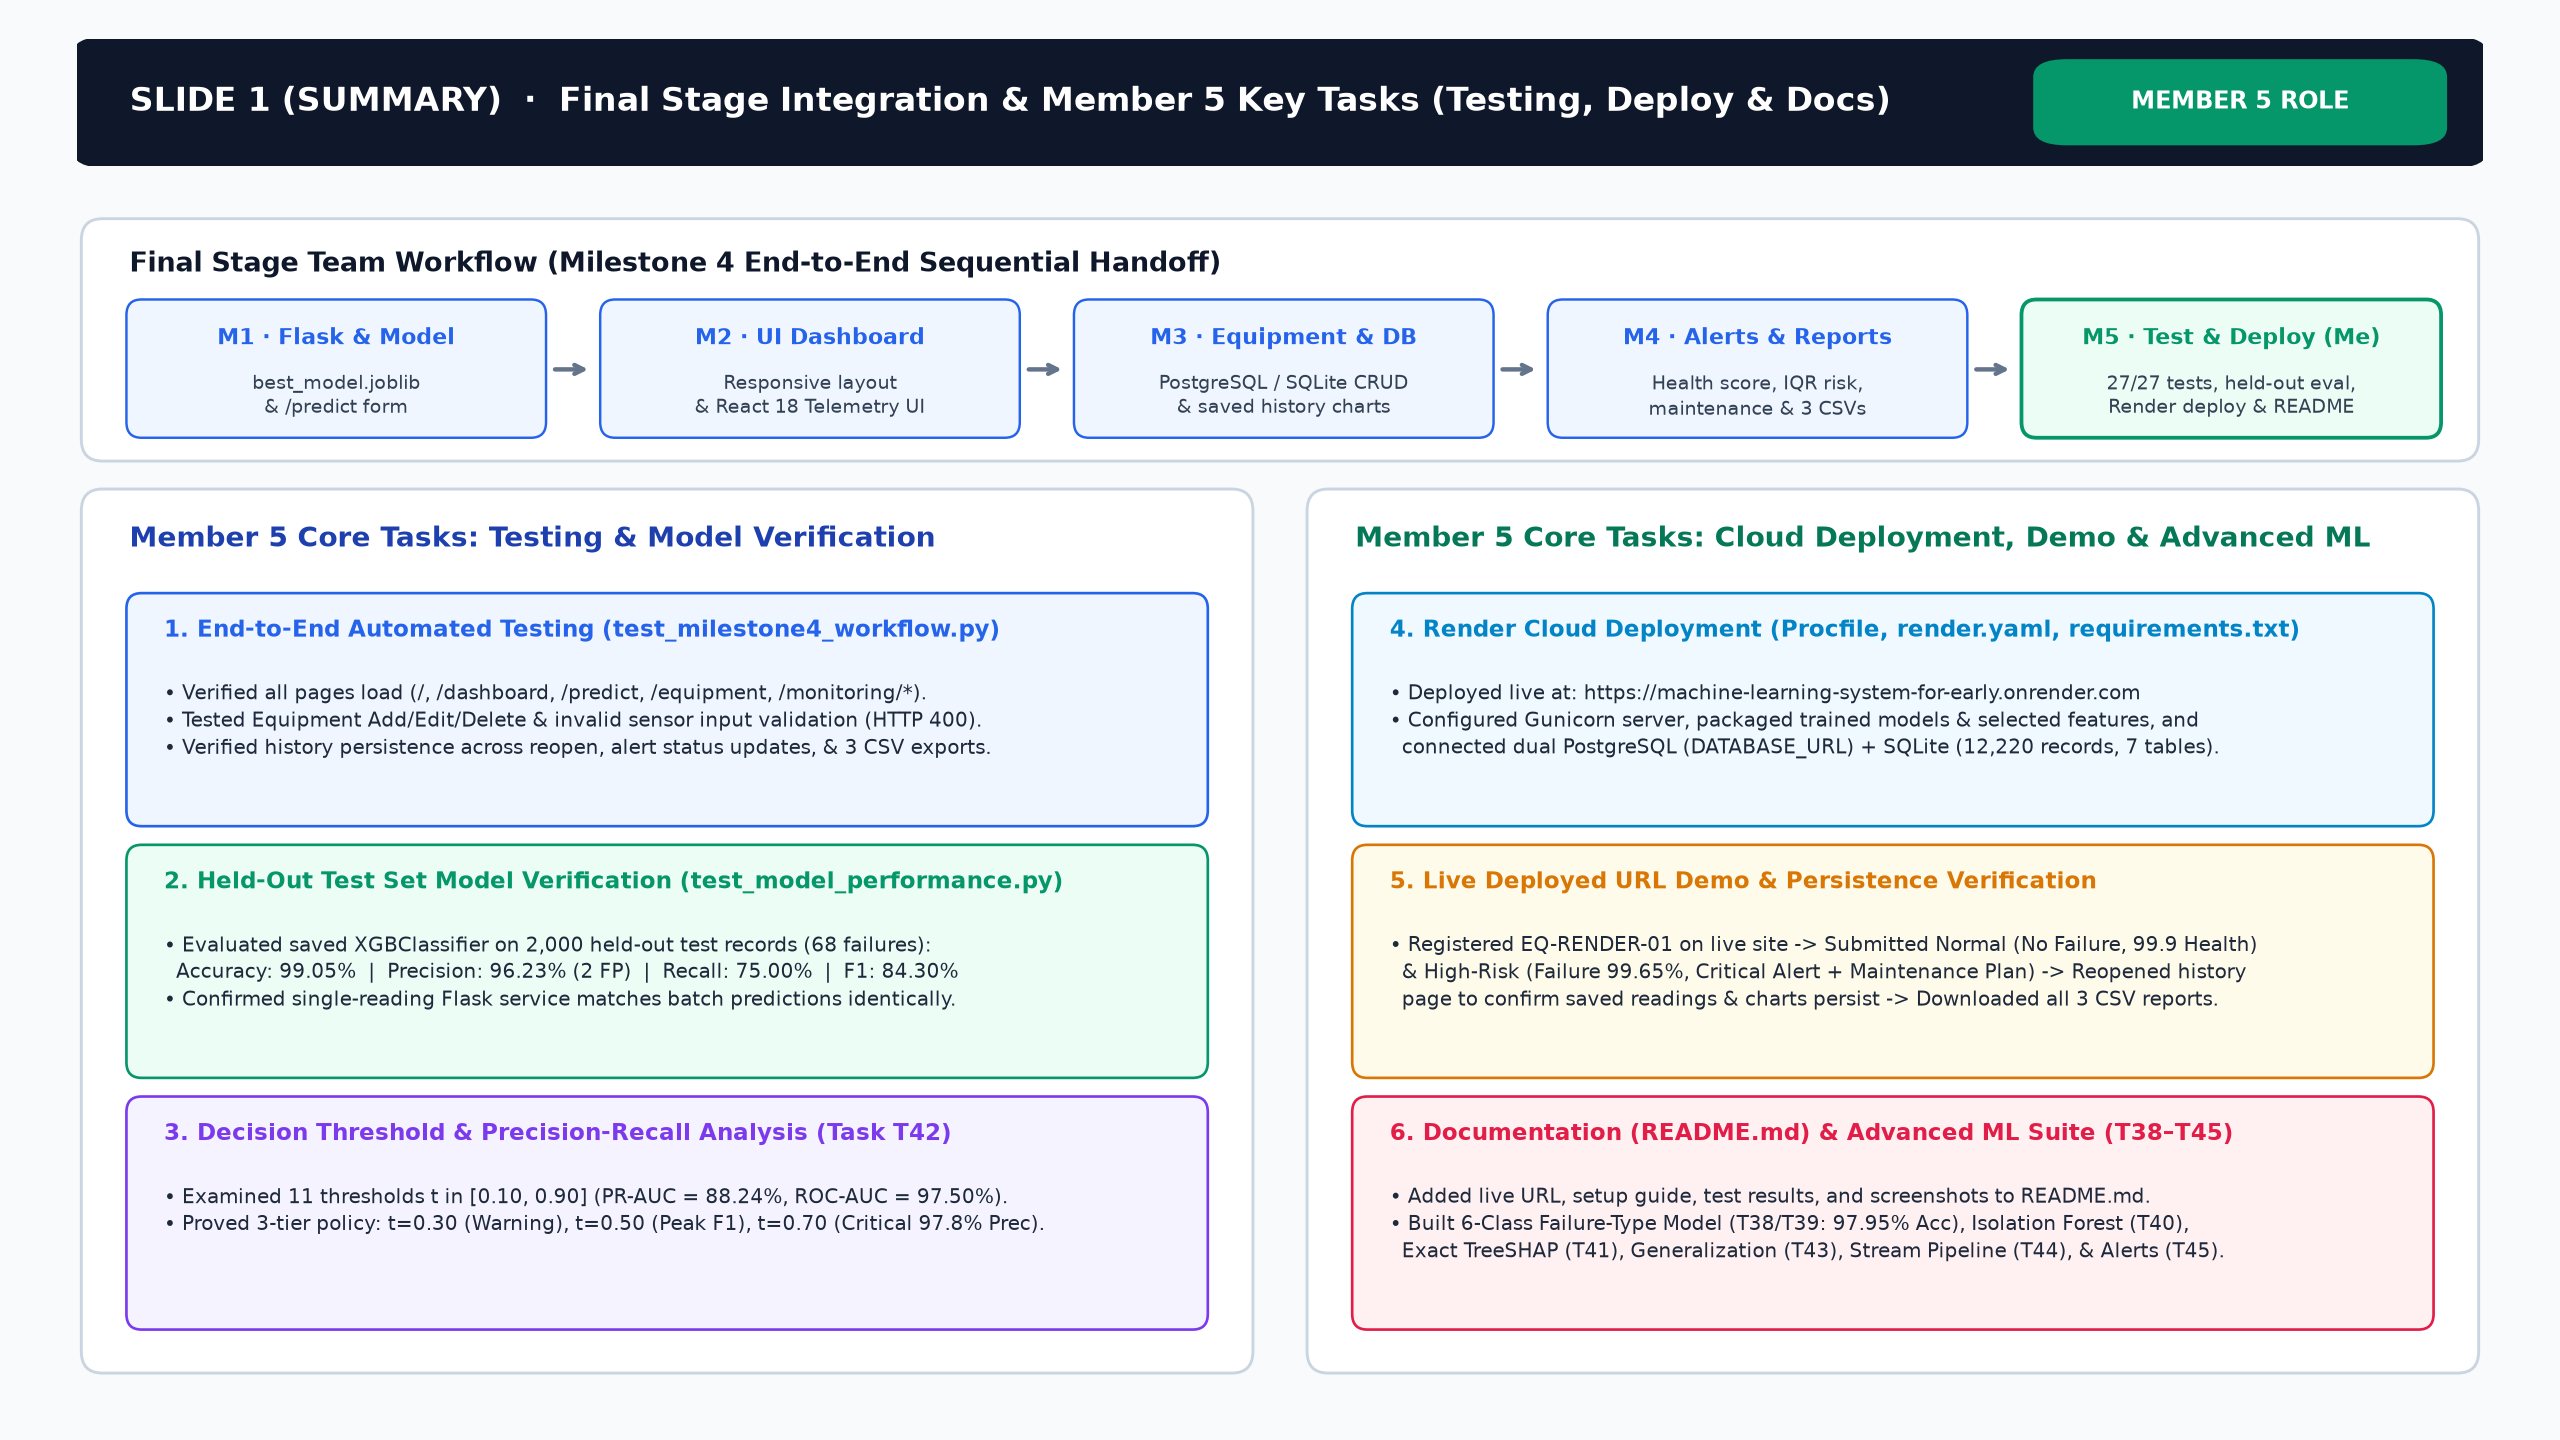 SLIDE 1 (SUMMARY) · Final Stage Integration & Member 5 Key Tasks (Testing, Deploy & Docs)
MEMBER 5 ROLE
Final Stage Team Workflow (Milestone 4 End-to-End Sequential Handoff)
M1 · Flask & Model
best_model.joblib
& /predict form
M2 · UI Dashboard
Responsive layout
& React 18 Telemetry UI
M3 · Equipment & DB
PostgreSQL / SQLite CRUD
& saved history charts
M4 · Alerts & Reports
Health score, IQR risk,
maintenance & 3 CSVs
M5 · Test & Deploy (Me)
27/27 tests, held-out eval,
Render deploy & README
Member 5 Core Tasks: Testing & Model Verification
1. End-to-End Automated Testing (test_milestone4_workflow.py)
• Verified all pages load (/, /dashboard, /predict, /equipment, /monitoring/*).
• Tested Equipment Add/Edit/Delete & invalid sensor input validation (HTTP 400).
• Verified history persistence across reopen, alert status updates, & 3 CSV exports.
2. Held-Out Test Set Model Verification (test_model_performance.py)
• Evaluated saved XGBClassifier on 2,000 held-out test records (68 failures):
Accuracy: 99.05% | Precision: 96.23% (2 FP) | Recall: 75.00% | F1: 84.30%
• Confirmed single-reading Flask service matches batch predictions identically.
3. Decision Threshold & Precision-Recall Analysis (Task T42)
• Examined 11 thresholds t in [0.10, 0.90] (PR-AUC = 88.24%, ROC-AUC = 97.50%).
• Proved 3-tier policy: t=0.30 (Warning), t=0.50 (Peak F1), t=0.70 (Critical 97.8% Prec).
Member 5 Core Tasks: Cloud Deployment, Demo & Advanced ML
4. Render Cloud Deployment (Procfile, render.yaml, requirements.txt)
• Deployed live at: https://machine-learning-system-for-early.onrender.com
• Configured Gunicorn server, packaged trained models & selected features, and
connected dual PostgreSQL (DATABASE_URL) + SQLite (12,220 records, 7 tables).
5. Live Deployed URL Demo & Persistence Verification
• Registered EQ-RENDER-01 on live site -> Submitted Normal (No Failure, 99.9 Health)
& High-Risk (Failure 99.65%, Critical Alert + Maintenance Plan) -> Reopened history
page to confirm saved readings & charts persist -> Downloaded all 3 CSV reports.
6. Documentation (README.md) & Advanced ML Suite (T38–T45)
• Added live URL, setup guide, test results, and screenshots to README.md.
• Built 6-Class Failure-Type Model (T38/T39: 97.95% Acc), Isolation Forest (T40),
Exact TreeSHAP (T41), Generalization (T43), Stream Pipeline (T44), & Alerts (T45).